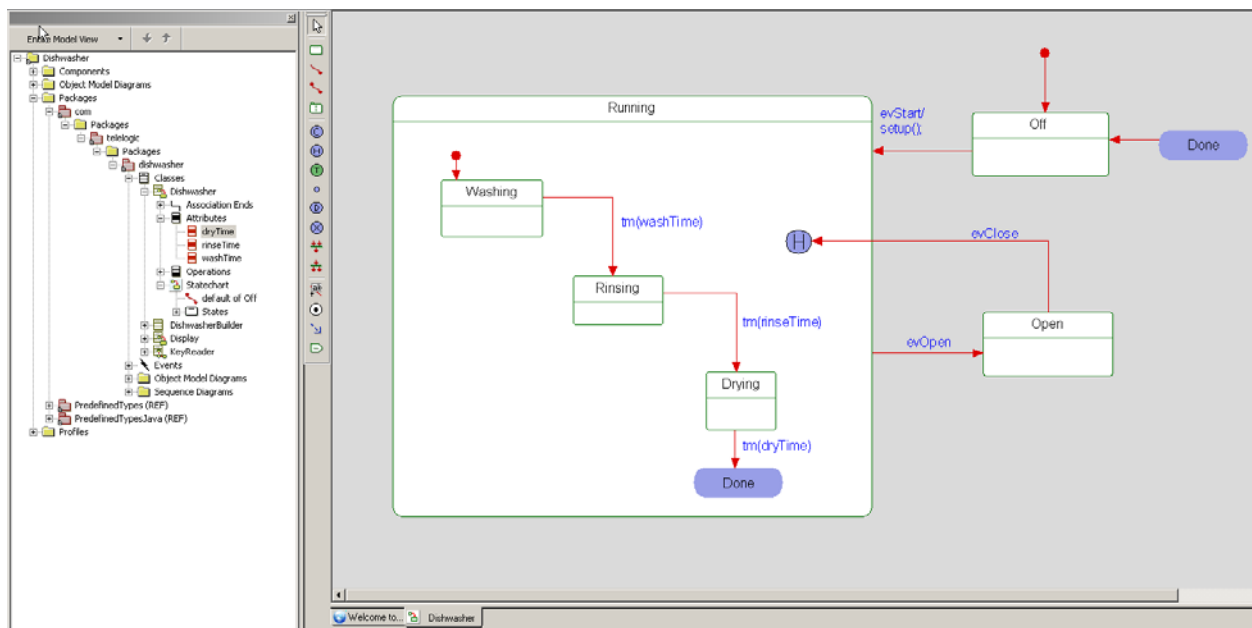 Entire Model View
Dishwasher
Components
Object Model Diagrams
Packages
com
Packages
telelogic
Packages
dishwasher
Classes
Dishwasher
Association Ends
Attributes
dryTime
rinseTime
washTime
Operations
Statechart
default of Off
States
DishwasherBuilder
Display
KeyReader
Events
Object Model Diagrams
Sequence Diagrams
PredefinedTypes (REF)
PredefinedTypesJava (REF)
Profiles
Running
evStart/
setup();
Off
Done
Washing
tm(washTime)
H
evClose
Rinsing
tm(rinseTime)
Open
evOpen
Drying
tm(dryTime)
Done
Welcome to...
Dishwasher